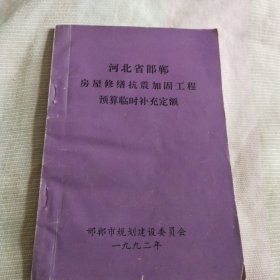 河北省邯郸
房屋修缮抗震加固工程
预算临时补充定额
邯郸市规划建设委员会
一九九二年